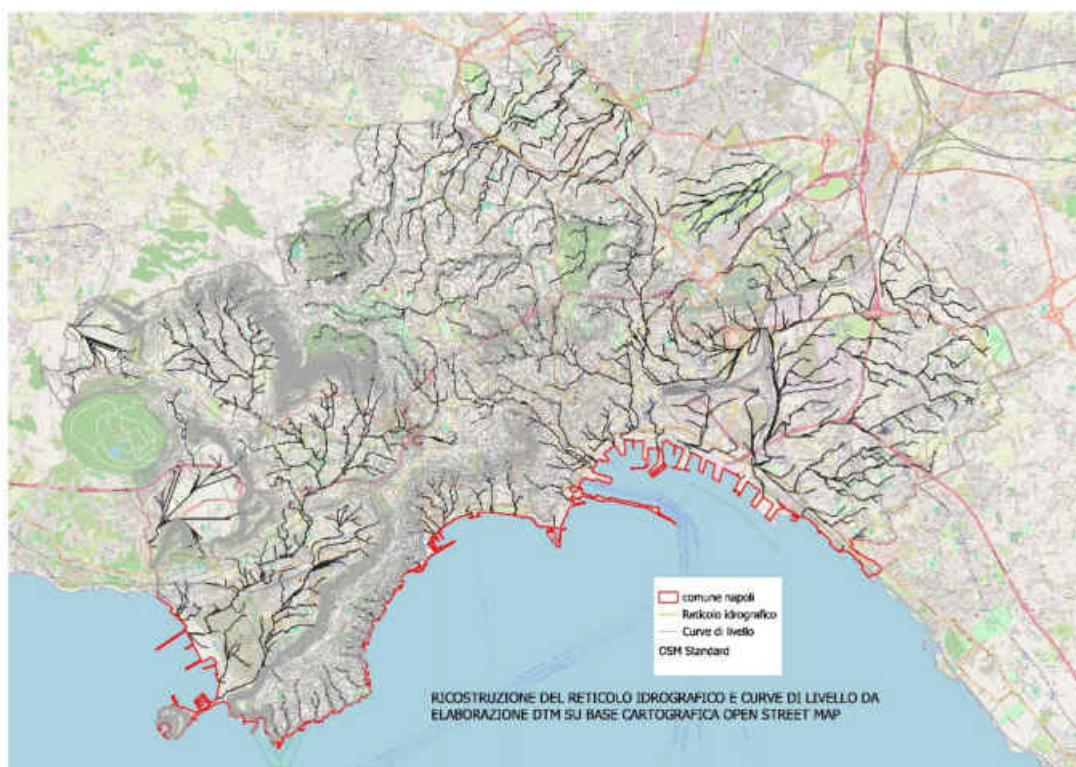 comune napoli
Reticolo idrografico
Curve di livello
OSM Standard
RICOSTRUZIONE DEL RETICOLO IDROGRAFICO E CURVE DI LIVELLO DA
ELABORAZIONE DTM SU BASE CARTOGRAFICA OPEN STREET MAP